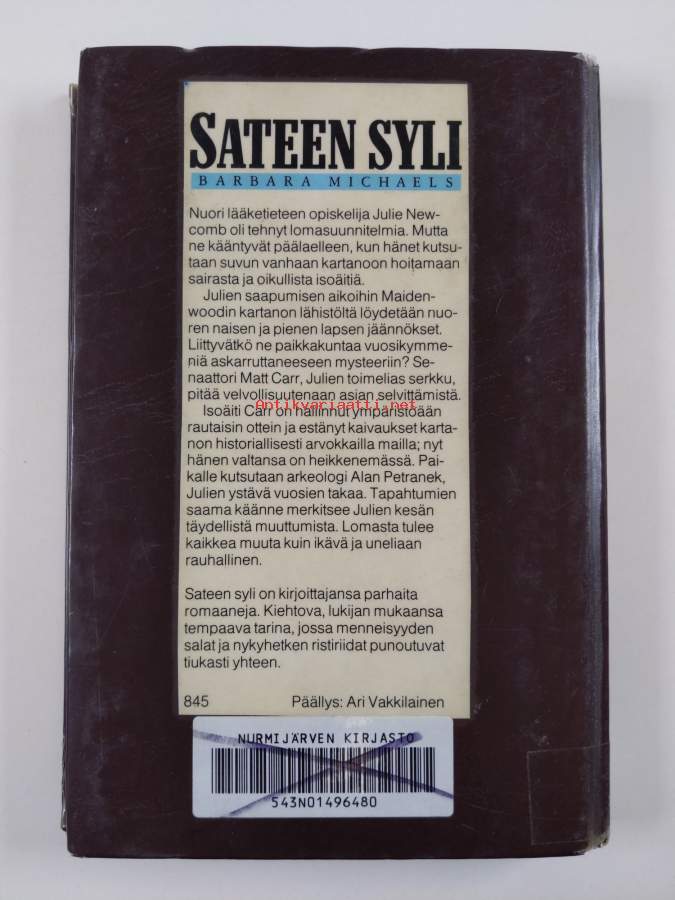 SATEEN SYLI
BARBARA MICHAELS
Nuori lääketieteen opiskelija Julie New-
comb oli tehnyt lomasuunnitelmia. Mutta
ne kääntyvät päälaelleen, kun hänet kutsu-
taan suvun vanhaan kartanoon hoitamaan
sairasta ja oikullista isoäitiä.
Julien saapumisen aikoihin Maiden-
woodin kartanon lähistöltä löydetään nuo-
ren naisen ja pienen lapsen jäännökset.
Liittyvätkö ne paikkakuntaa vuosikymme-
niä askarruttaneeseen mysteeriin? Se-
naattori Matt Carr, Julien toimelias serkku,
pitää velvollisuutenaan asian selvittämistä.
Antikvariaatti.net
Isoäiti Carr on hallinnut ympäristöään
rautaisin ottein ja estänyt kaivaukset karta-
non historiallisesti arvokkailla mailla; nyt
hänen valtansa on heikkenemässä. Pai-
kalle kutsutaan arkeologi Alan Petranek,
Julien ystävä vuosien takaa. Tapahtumien
saama käänne merkitsee Julien kesän
täydellistä muuttumista. Lomasta tulee
kaikkea muuta kuin ikävä ja uneliaan
rauhallinen.
Sateen syli on kirjoittajansa parhaita
romaaneja. Kiehtova, lukijan mukaansa
tempaava tarina, jossa menneisyyden
salat ja nykyhetken ristiriidat punoutuvat
tiukasti yhteen.
845 Päällys: Ari Vakkilainen
NURMIJÄRVEN KIRJASTO
543N01496480